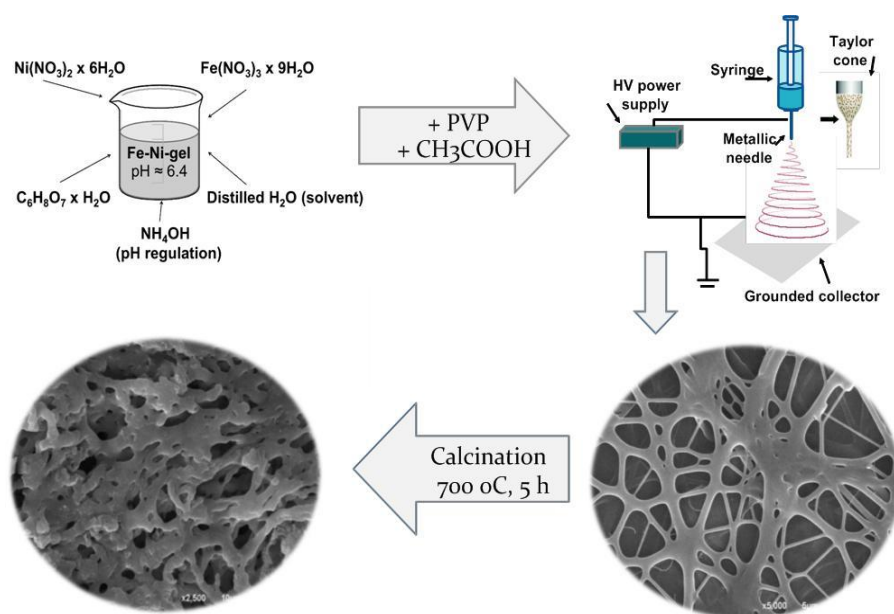 Ni(NO₃)₂ x 6H₂O
Fe(NO₃)₃ x 9H₂O
Fe-Ni-gel
pH ≈ 6.4
C₆H₈O₇ x H₂O
Distilled H₂O (solvent)
NH₄OH
(pH regulation)
+ PVP
+ CH3COOH
HV power
supply
Syringe
Taylor
cone
Metallic
needle
Grounded collector
Calcination
700 oC, 5 h
x2,500
x5,000